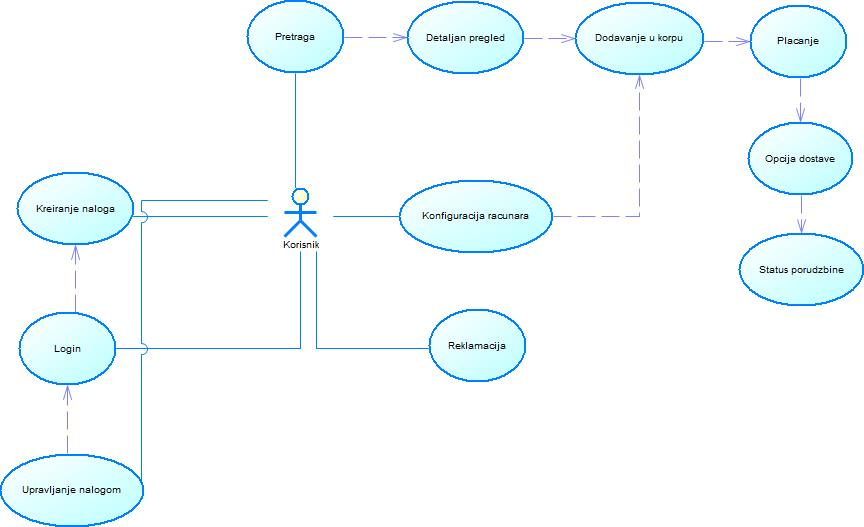 Pretraga
Detaljan pregled
Dodavanje u korpu
Placanje
Opcija dostave
Kreiranje naloga
Konfiguracija racunara
Korisnik
Status porudzbine
Login
Reklamacija
Upravljanje nalogom